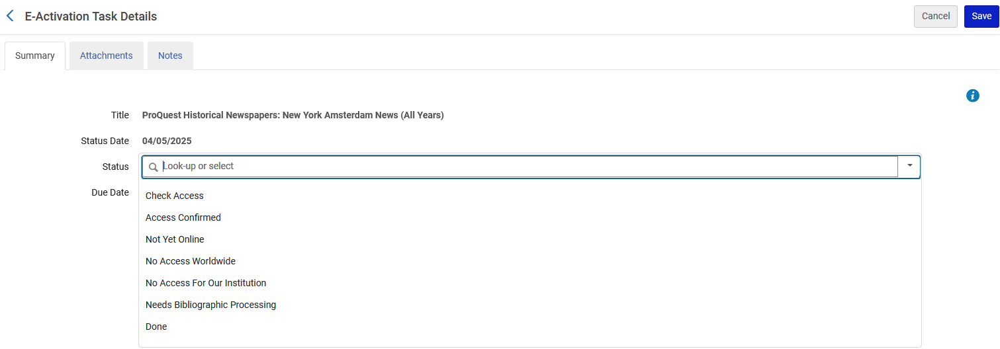 E-Activation Task Details
Cancel
Save
Summary
Attachments
Notes
Title ProQuest Historical Newspapers: New York Amsterdam News (All Years)
Status Date 04/05/2025
Status Look-up or select
Due Date
Check Access
Access Confirmed
Not Yet Online
No Access Worldwide
No Access For Our Institution
Needs Bibliographic Processing
Done